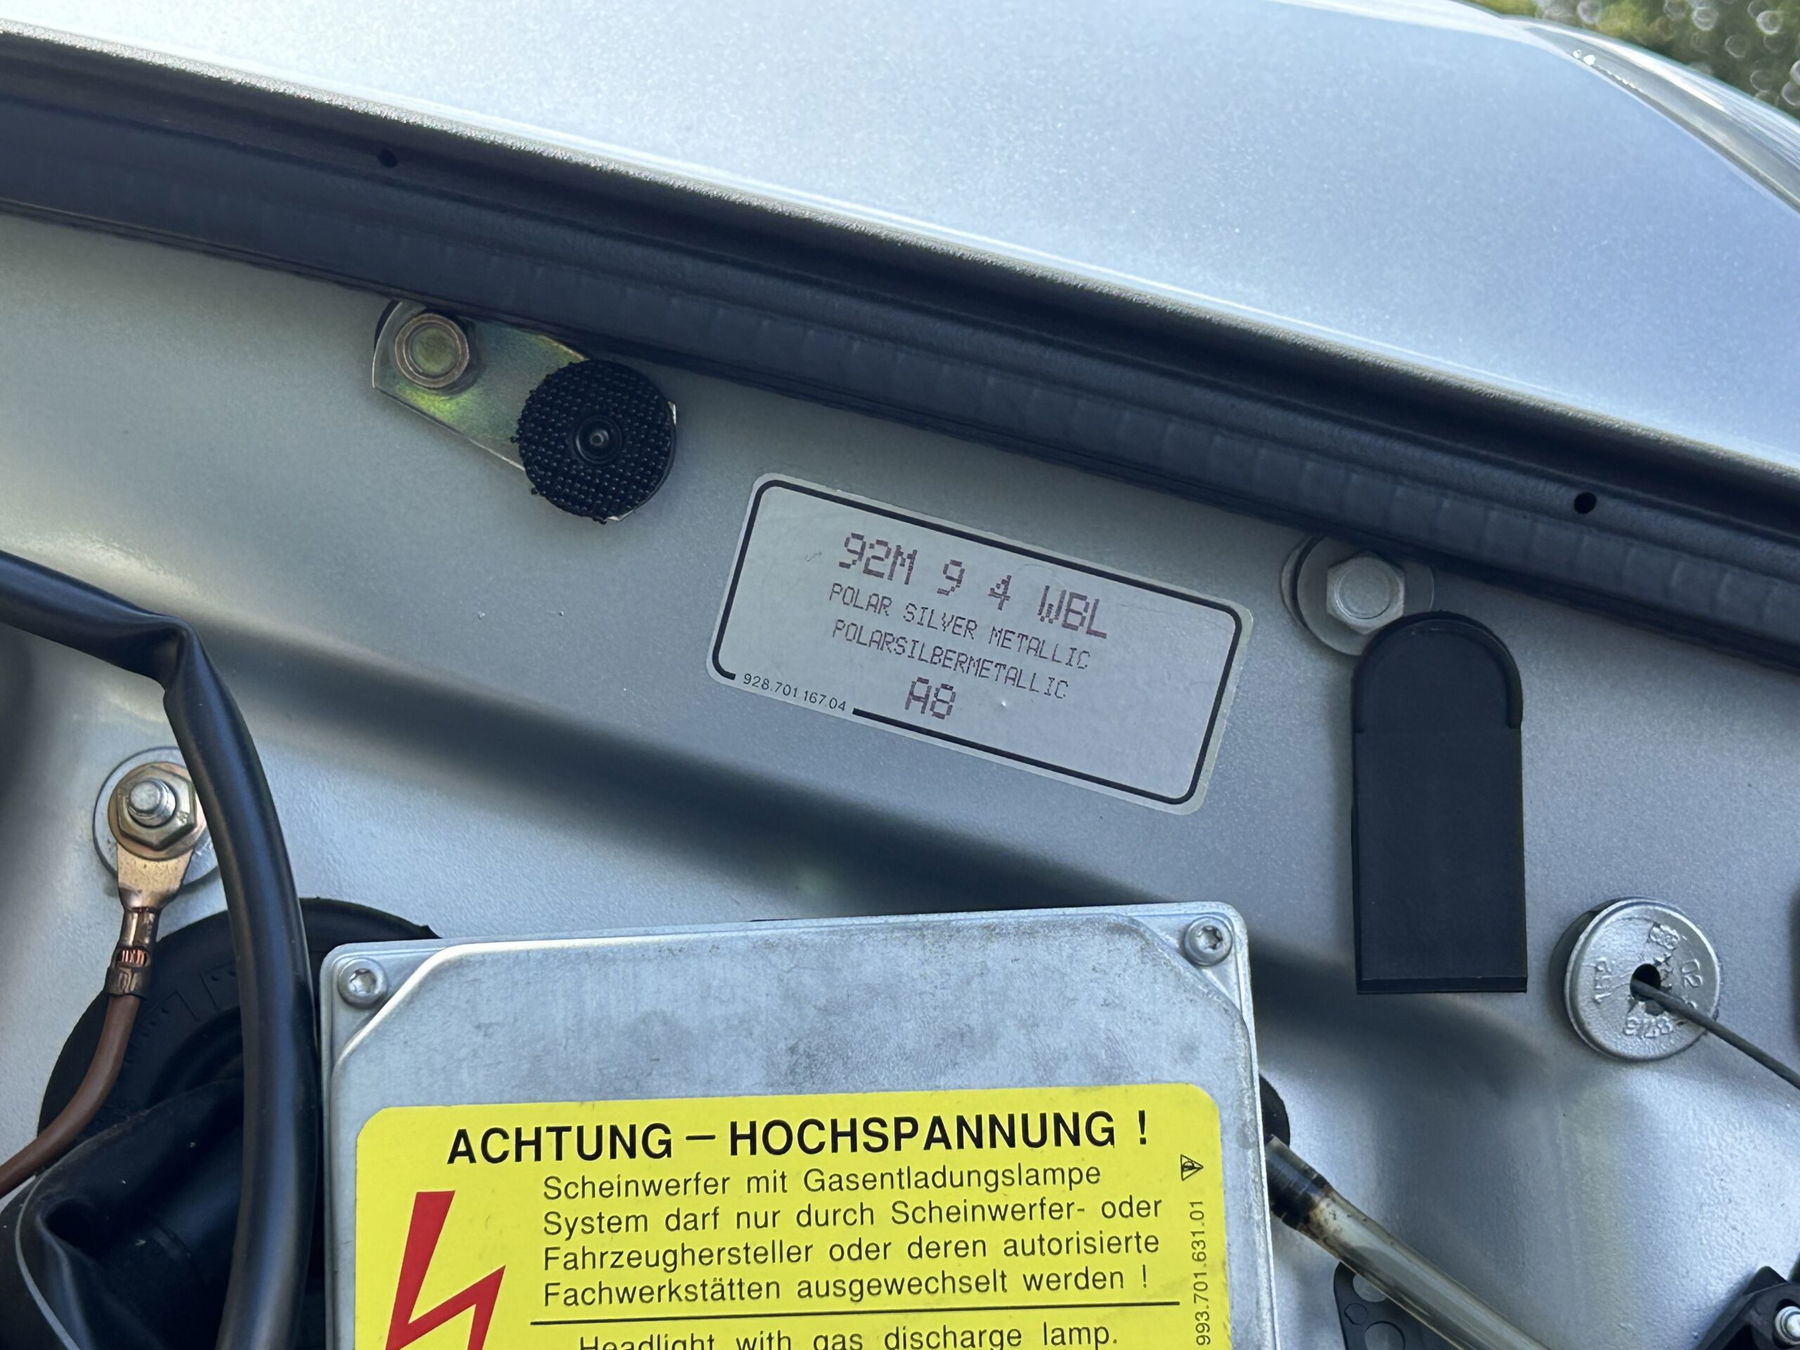 92M 9 4 WBL
POLAR SILVER METALLIC
POLARSILBERMETALLIC
A8
928.701.167.04
ACHTUNG – HOCHSPANNUNG !
Scheinwerfer mit Gasentladungslampe
System darf nur durch Scheinwerfer- oder
Fahrzeughersteller oder deren autorisierte
Fachwerkstätten ausgewechselt werden !
Headlight with gas discharge lamp.
993.701.631.01